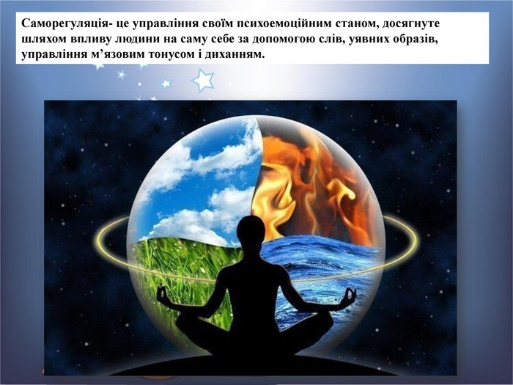 Саморегуляція- це управління своїм психоемоційним станом, досягнуте
шляхом впливу людини на саму себе за допомогою слів, уявних образів,
управління м’язовим тонусом і диханням.